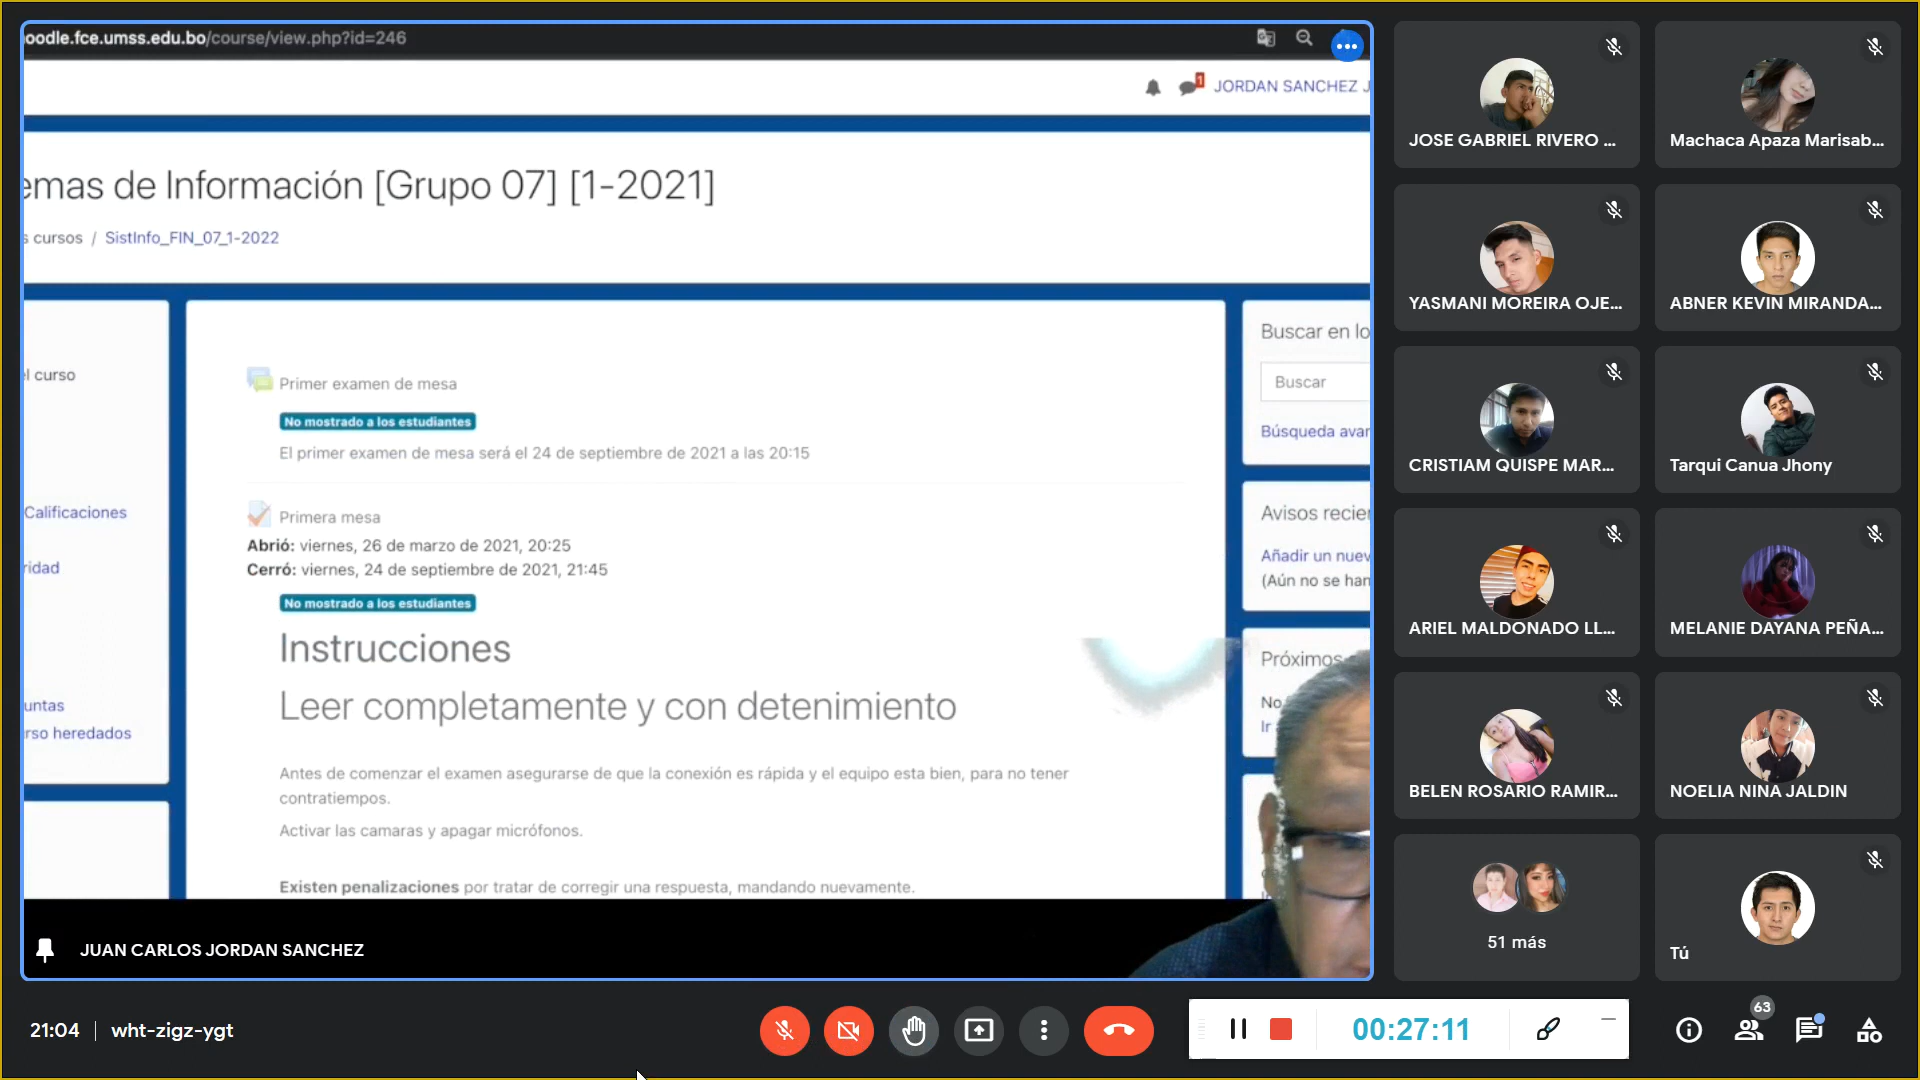 oodle.fce.umss.edu.bo/course/view.php?id=246
1
JORDAN SANCHEZ J
emas de Información [Grupo 07] [1-2021]
s cursos / SistInfo_FIN_07_1-2022
l curso
Calificaciones
ridad
untas
rso heredados
Primer examen de mesa
No mostrado a los estudiantes
El primer examen de mesa será el 24 de septiembre de 2021 a las 20:15
Primera mesa
Abrió: viernes, 26 de marzo de 2021, 20:25
Cerró: viernes, 24 de septiembre de 2021, 21:45
No mostrado a los estudiantes
Instrucciones
Leer completamente y con detenimiento
Antes de comenzar el examen asegurarse de que la conexión es rápida y el equipo esta bien, para no tener
contratiempos.
Activar las camaras y apagar micrófonos.
Existen penalizaciones por tratar de corregir una respuesta, mandando nuevamente.
Buscar en lo
Buscar
Búsqueda avan
Avisos recien
Añadir un nuev
(Aún no se han
Próximos
No
Ir
JUAN CARLOS JORDAN SANCHEZ
JOSE GABRIEL RIVERO ...
Machaca Apaza Marisab...
YASMANI MOREIRA OJE...
ABNER KEVIN MIRANDA...
CRISTIAM QUISPE MAR...
Tarqui Canua Jhony
ARIEL MALDONADO LL...
MELANIE DAYANA PEÑA...
BELEN ROSARIO RAMIR...
NOELIA NINA JALDIN
51 más
Tú
21:04 | wht-zigz-ygt
00:27:11
63